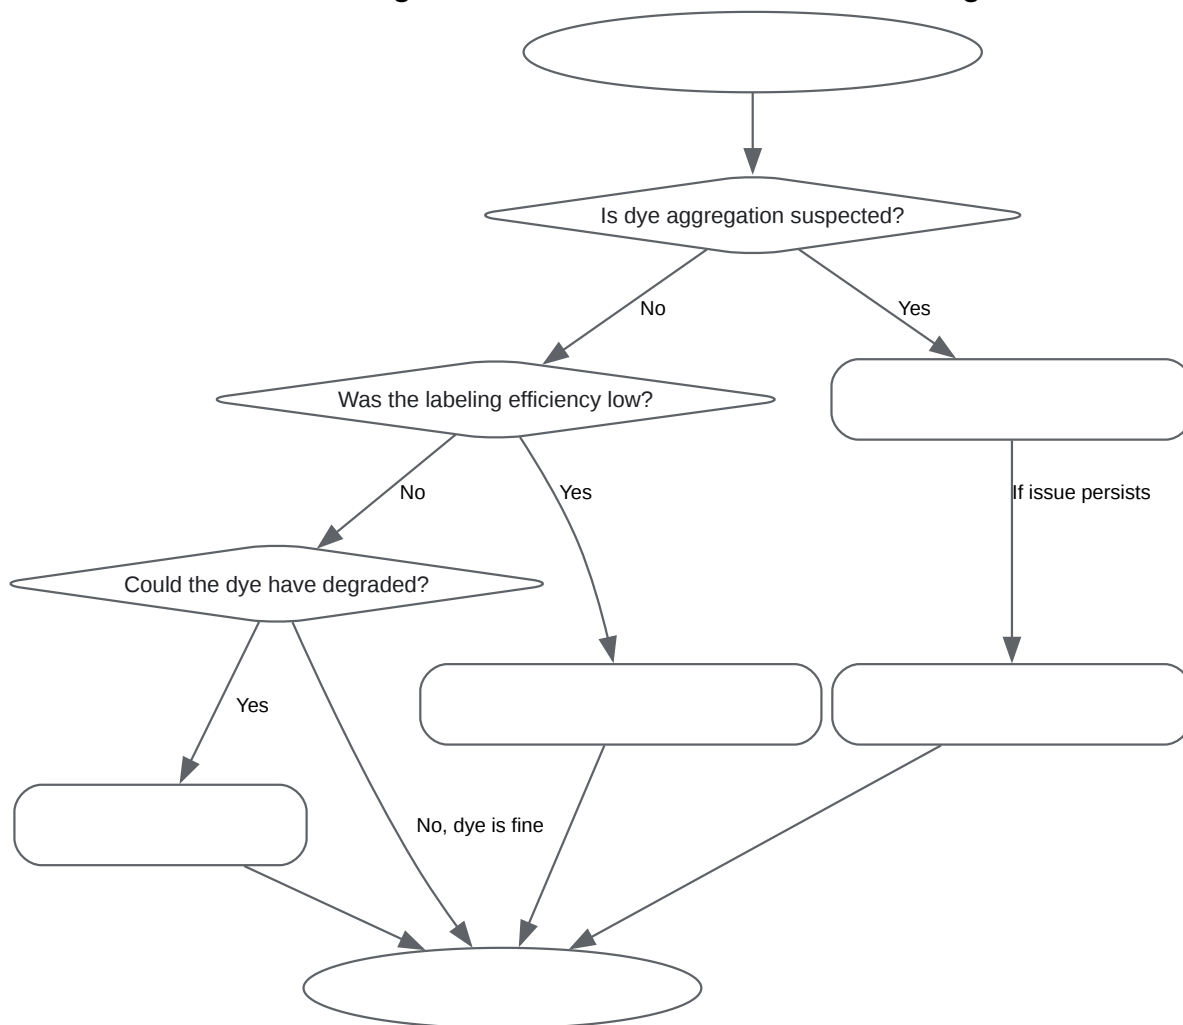 Is dye aggregation suspected?
No
Yes
Was the labeling efficiency low?
No
Yes
If issue persists
Could the dye have degraded?
Yes
No, dye is fine